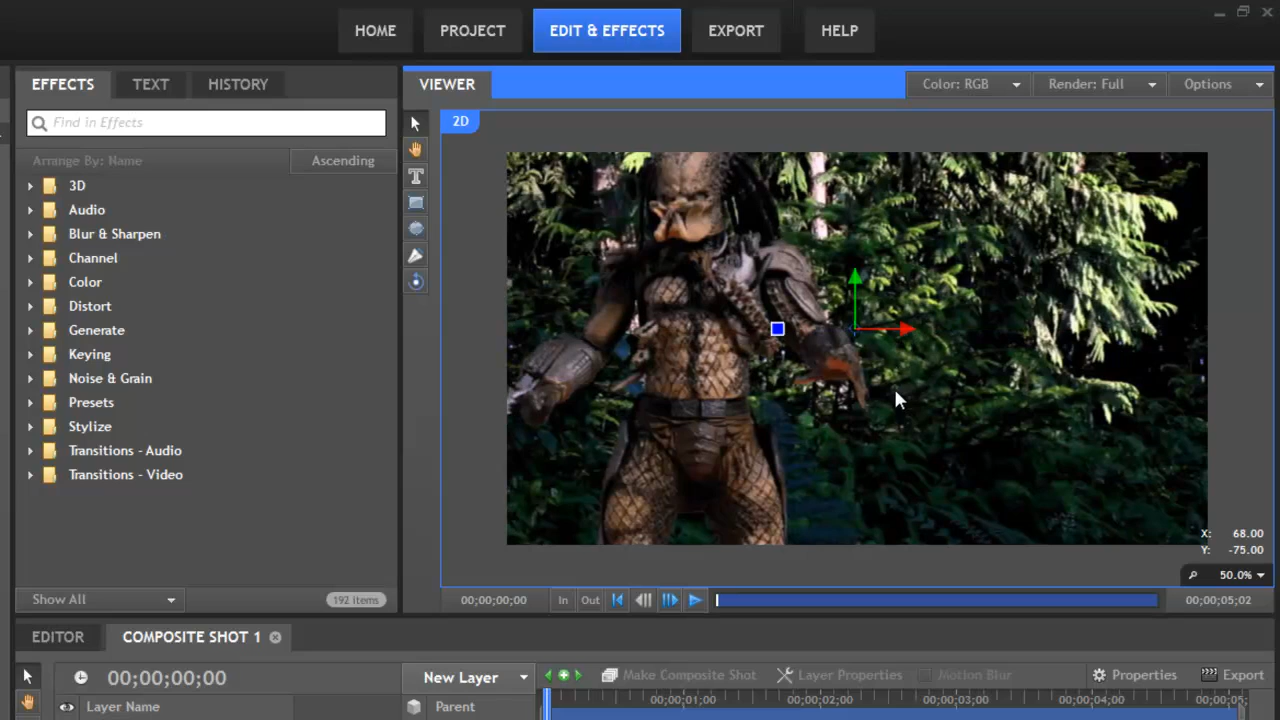 HOME PROJECT EDIT & EFFECTS EXPORT HELP
EFFECTS TEXT HISTORY
Find in Effects
Arrange By: Name Ascending
3D
Audio
Blur & Sharpen
Channel
Color
Distort
Generate
Keying
Noise & Grain
Presets
Stylize
Transitions - Audio
Transitions - Video
Show All 192 items
VIEWER Color: RGB Render: Full Options
2D
X: 68.00
Y: -75.00
50.0%
00;00;00;00 In Out 00;00;05;02
EDITOR COMPOSITE SHOT 1
00;00;00;00 New Layer Make Composite Shot Layer Properties Motion Blur Properties Export
Layer Name Parent 00;00;01;00 00;00;02;00 00;00;03;00 00;00;04;00 00;00;05;